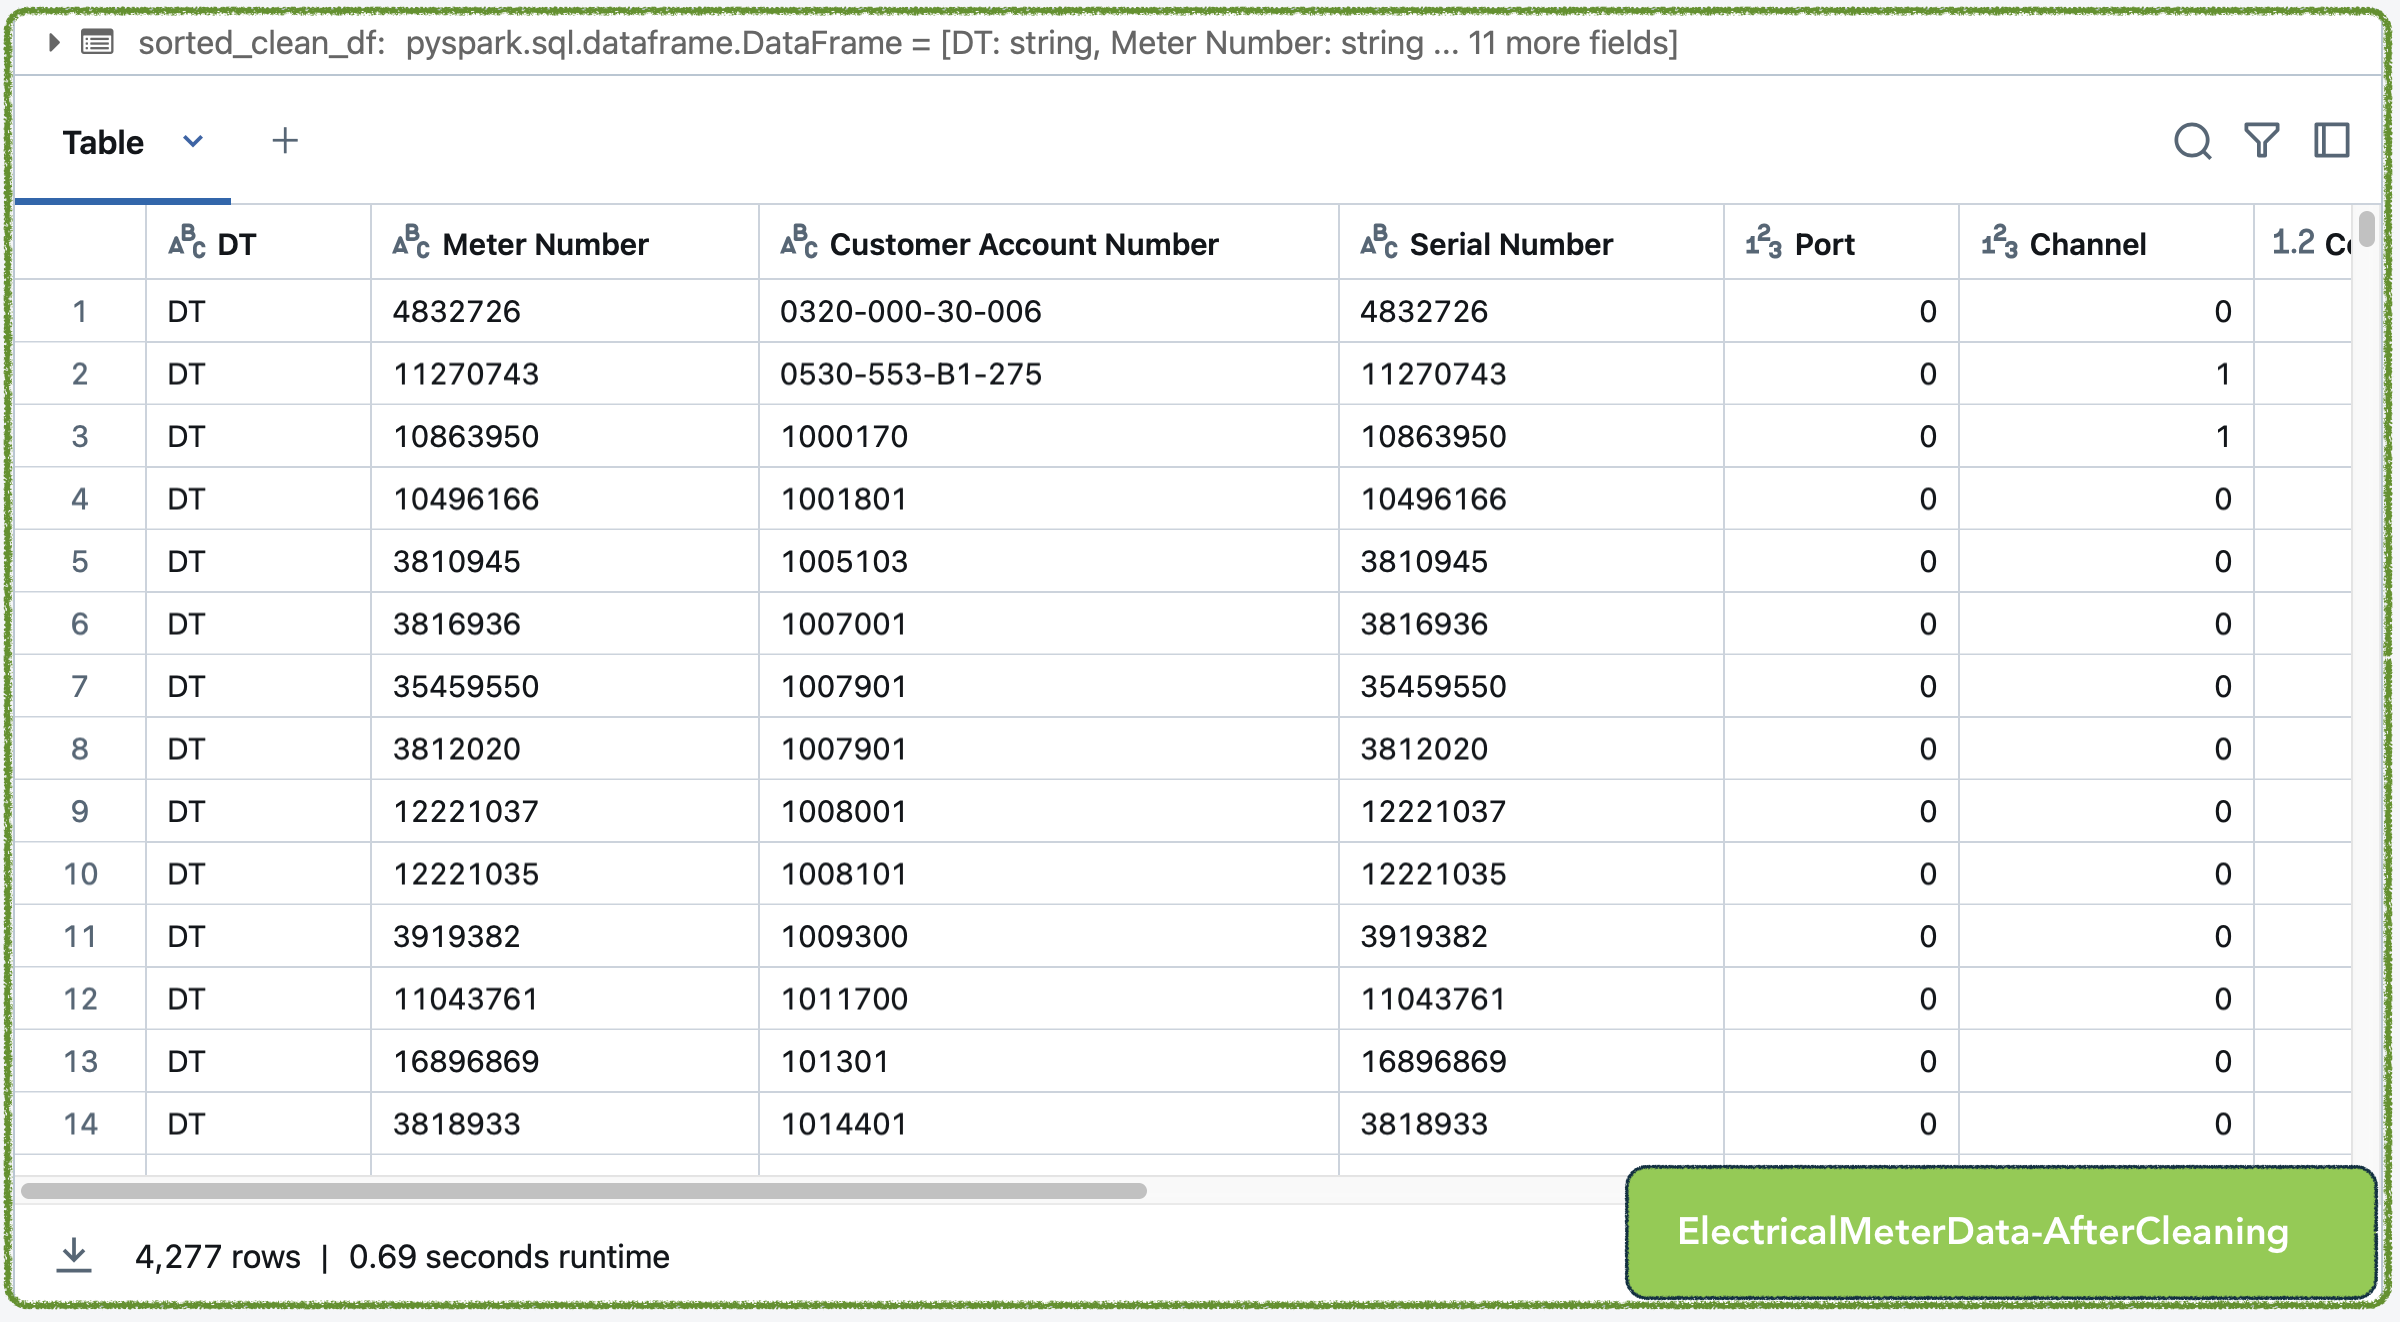 sorted_clean_df: pyspark.sql.dataframe.DataFrame = [DT: string, Meter Number: string ... 11 more fields]
Table +
ABC DT ABC Meter Number ABC Customer Account Number ABC Serial Number 123 Port 123 Channel 1.2
1 DT 4832726 0320-000-30-006 4832726 0 0
2 DT 11270743 0530-553-B1-275 11270743 0 1
3 DT 10863950 1000170 10863950 0 1
4 DT 10496166 1001801 10496166 0 0
5 DT 3810945 1005103 3810945 0 0
6 DT 3816936 1007001 3816936 0 0
7 DT 35459550 1007901 35459550 0 0
8 DT 3812020 1007901 3812020 0 0
9 DT 12221037 1008001 12221037 0 0
10 DT 12221035 1008101 12221035 0 0
11 DT 3919382 1009300 3919382 0 0
12 DT 11043761 1011700 11043761 0 0
13 DT 16896869 101301 16896869 0 0
14 DT 3818933 1014401 3818933 0 0
4,277 rows | 0.69 seconds runtime
ElectricalMeterData-AfterCleaning